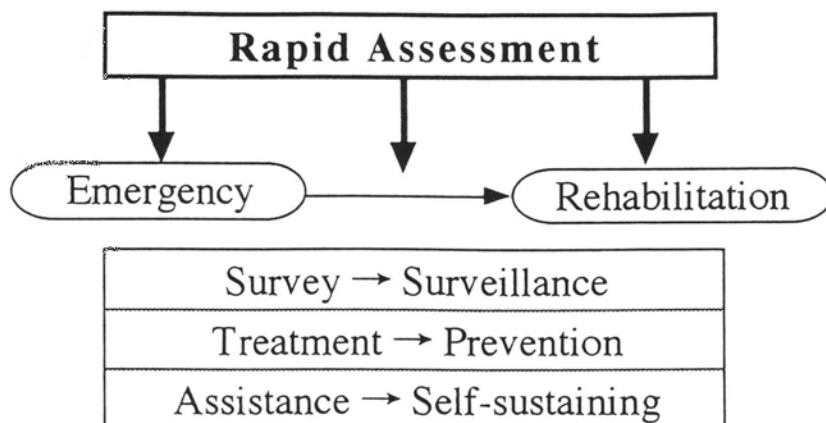 Rapid Assessment
Emergency
Rehabilitation
Survey → Surveillance
Treatment → Prevention
Assistance → Self-sustaining